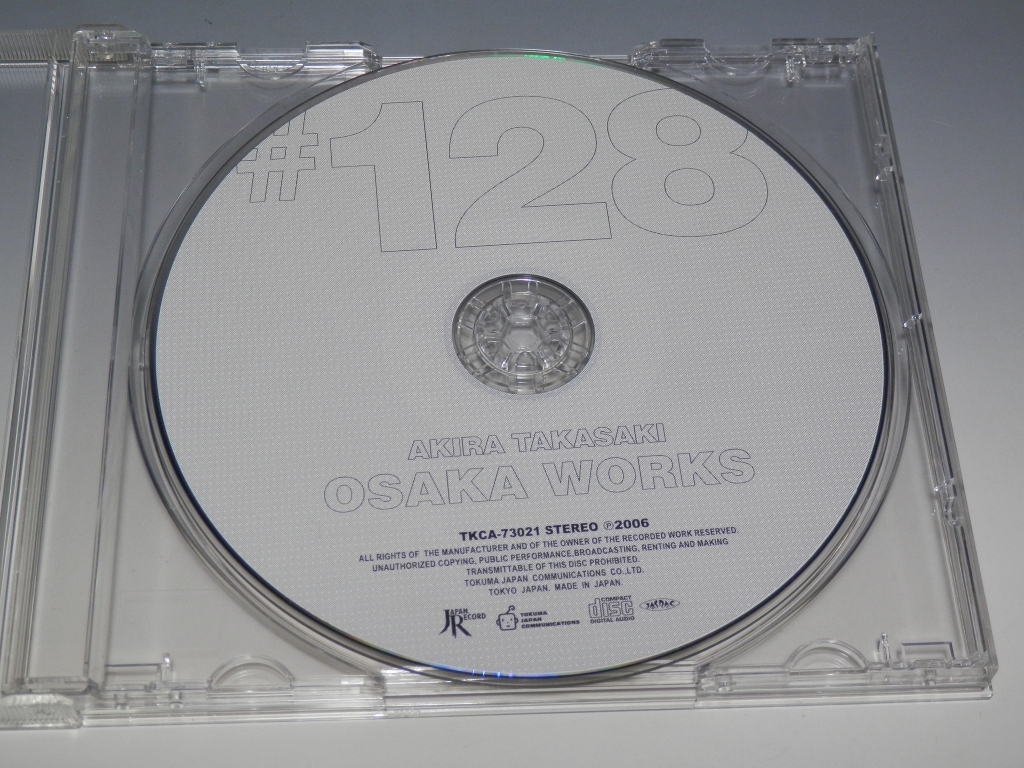 #128
AKIRA TAKASAKI
OSAKA WORKS
TKCA-73021 STEREO ℗2006
ALL RIGHTS OF THE MANUFACTURER AND OF THE OWNER OF THE RECORDED WORK RESERVED.
UNAUTHORIZED COPYING, PUBLIC PERFORMANCE.BROADCASTING, RENTING AND MAKING
TRANSMITTABLE OF THIS DISC PROHIBITED.
TOKUMA JAPAN COMMUNICATIONS CO.,LTD.
TOKYO JAPAN. MADE IN JAPAN.
JAPAN RECORD
TOKUMA
JAPAN
COMMUNICATIONS
COMPACT
disc
DIGITAL AUDIO
JASRAC